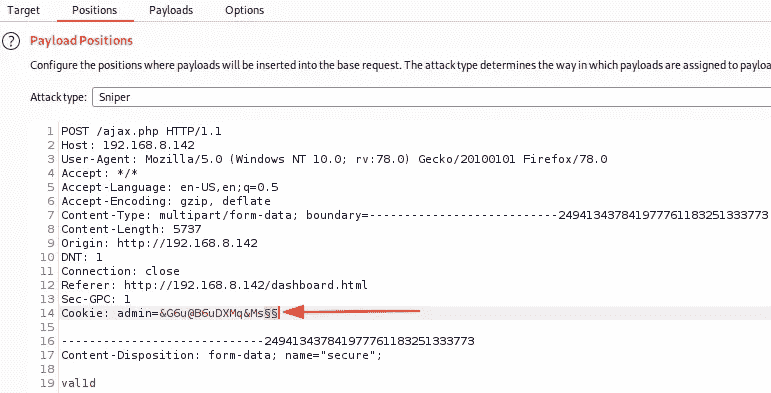 Target Positions Payloads Options
? Payload Positions
Configure the positions where payloads will be inserted into the base request. The attack type determines the way in which payloads are assigned to payloa
Attack type: Sniper
1 POST /ajax.php HTTP/1.1
2 Host: 192.168.8.142
3 User-Agent: Mozilla/5.0 (Windows NT 10.0; rv:78.0) Gecko/20100101 Firefox/78.0
4 Accept: */*
5 Accept-Language: en-US,en;q=0.5
6 Accept-Encoding: gzip, deflate
7 Content-Type: multipart/form-data; boundary=---------------------------249413437841977761183251333773
8 Content-Length: 5737
9 Origin: http://192.168.8.142
10 DNT: 1
11 Connection: close
12 Referer: http://192.168.8.142/dashboard.html
13 Sec-GPC: 1
14 Cookie: admin=&G6u@B6uDXMq&Ms§§
15
16 -----------------------------249413437841977761183251333773
17 Content-Disposition: form-data; name="secure";
18
19 val1d